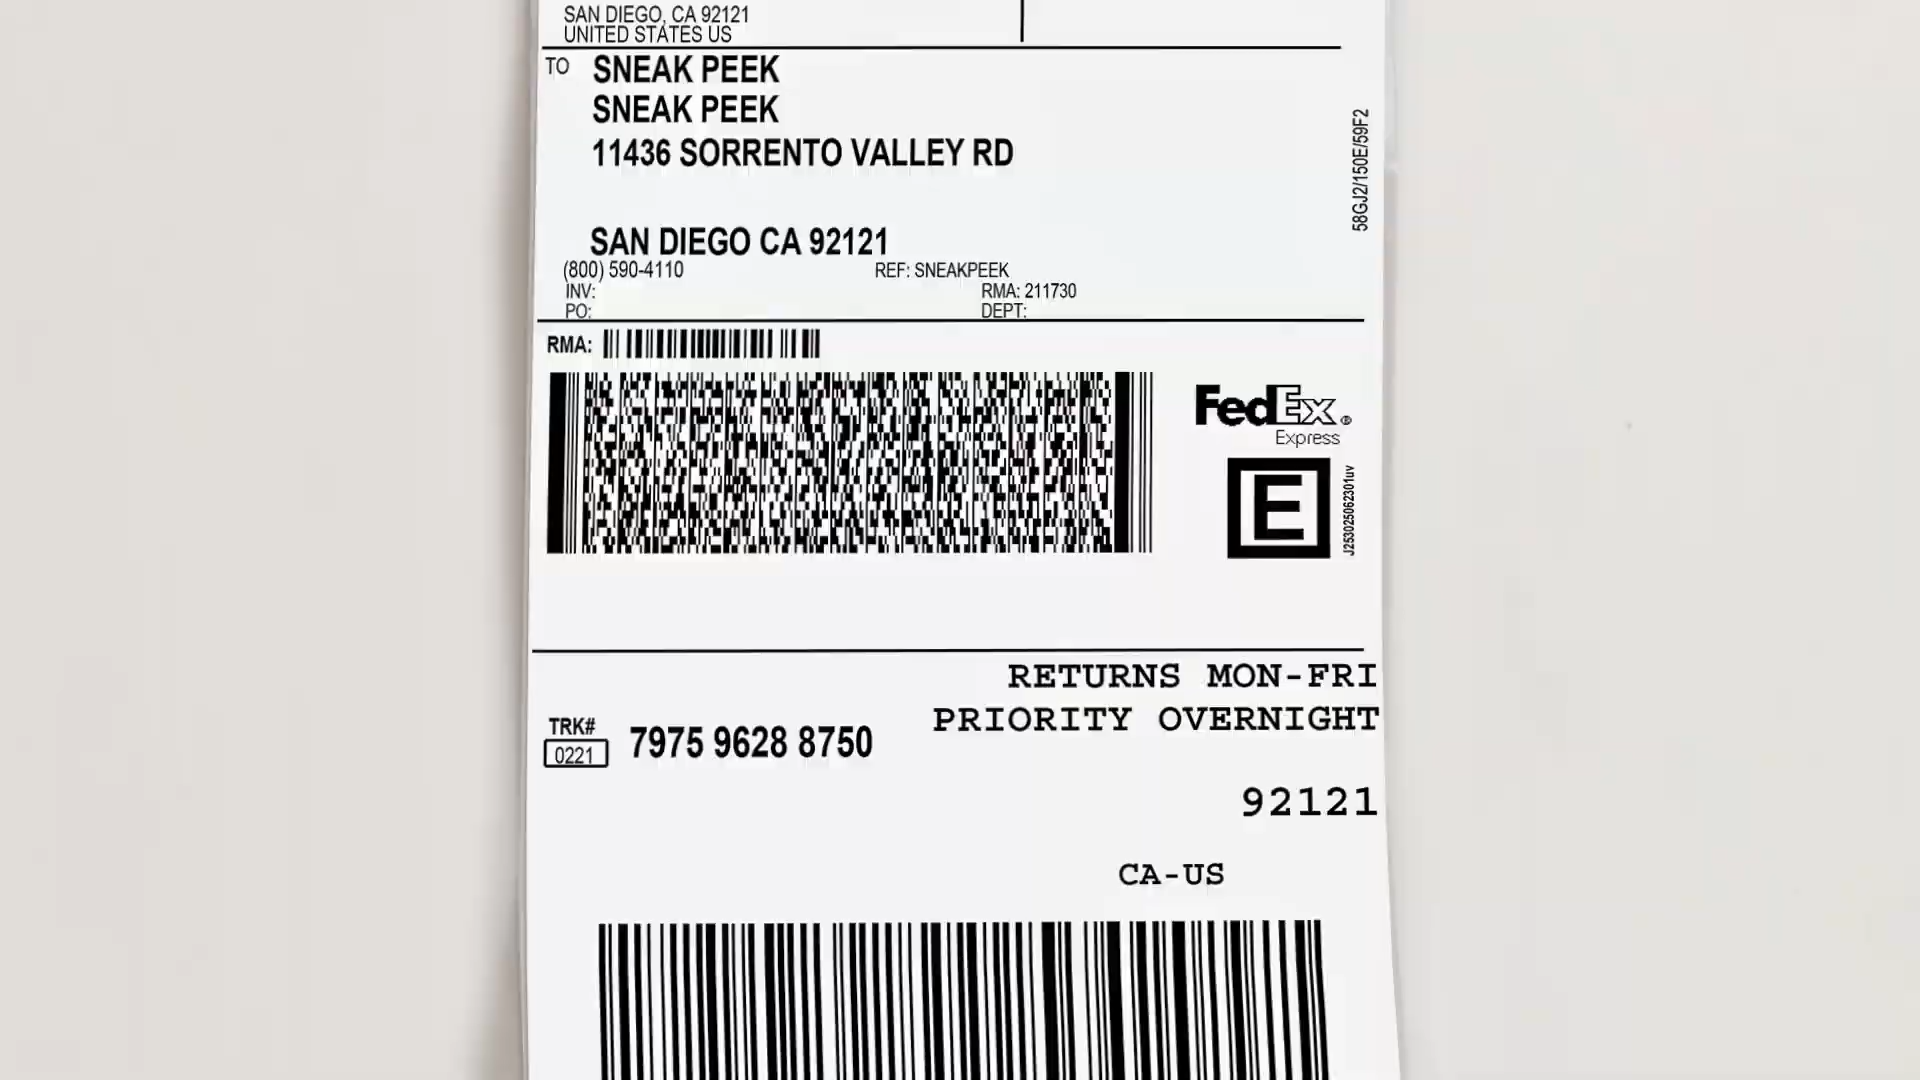 SAN DIEGO, CA 92121
UNITED STATES US
TO SNEAK PEEK
SNEAK PEEK
11436 SORRENTO VALLEY RD
SAN DIEGO CA 92121
(800) 590-4110 REF: SNEAKPEEK
INV: RMA: 211730
PO: DEPT:
58GJ2/150E/59F2
RMA:
FedEx®
Express
E
J253025062301uv
RETURNS MON-FRI
PRIORITY OVERNIGHT
TRK#
0221 7975 9628 8750
92121
CA-US